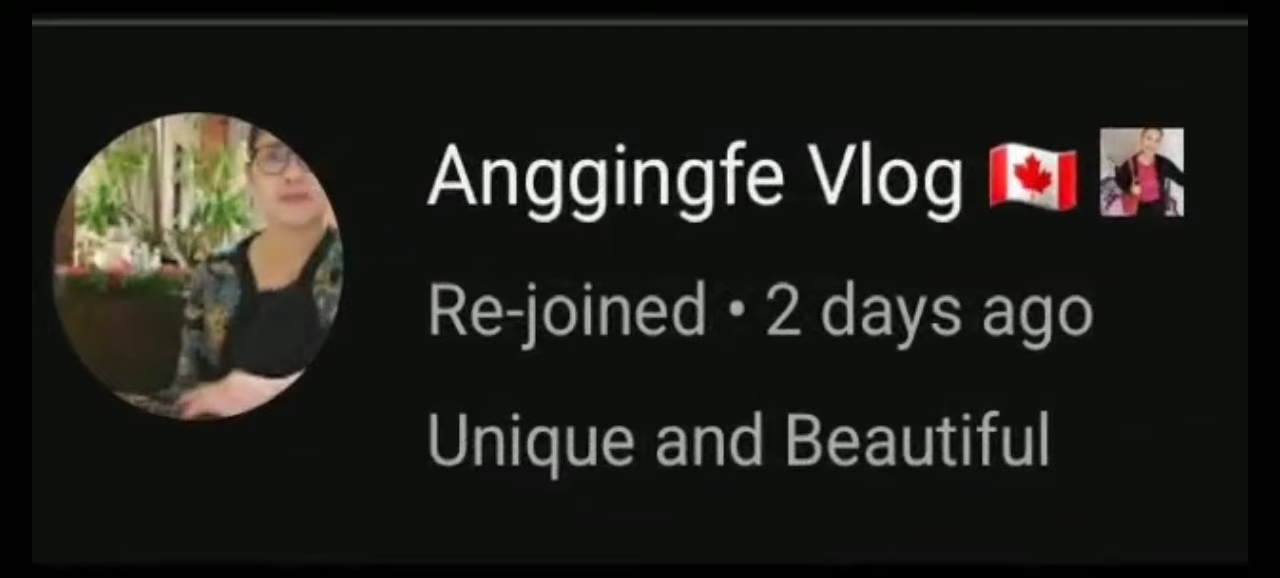 Anggingfe Vlog 🇨🇦
Re-joined • 2 days ago
Unique and Beautiful